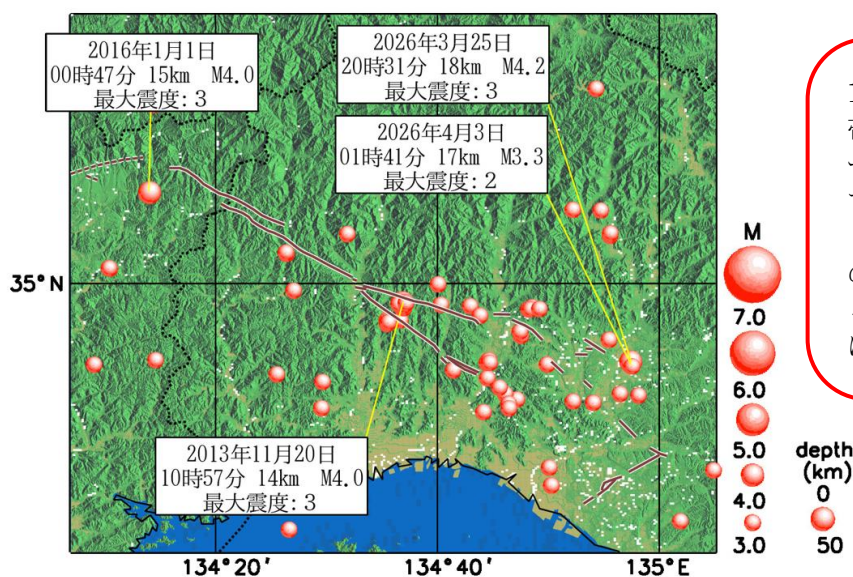 2016年1月1日
00時47分 15km M4.0
最大震度:3
2026年3月25日
20時31分 18km M4.2
最大震度:3
2026年4月3日
01時41分 17km M3.3
最大震度:2
2013年11月20日
10時57分 14km M4.0
最大震度:3
35°N
134°20′
134°40′
135°E
M
7.0
6.0
5.0
4.0
3.0
depth
(km)
0
50